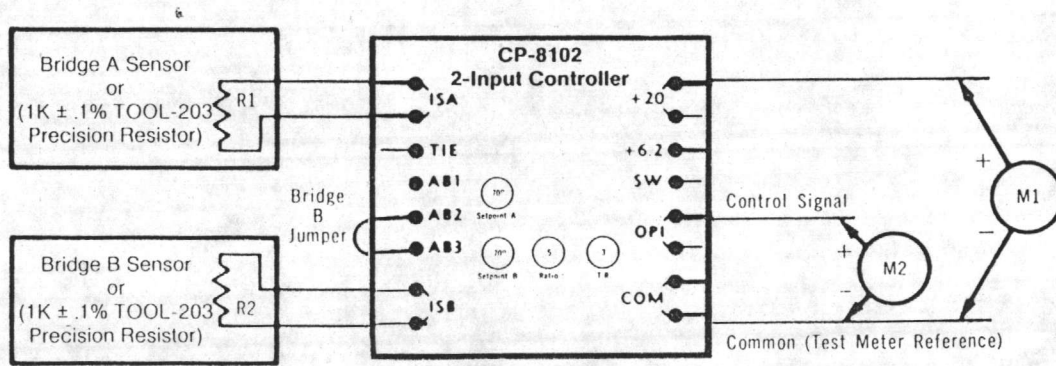 Bridge A Sensor
or
(1K ± .1% TOOL-203
Precision Resistor)
R1
Bridge
B
Jumper
Bridge B Sensor
or
(1K ± .1% TOOL-203
Precision Resistor)
R2
CP-8102
2-Input Controller
ISA
TIE
AB1
AB2
AB3
ISB
70°
Setpoint A
70°
Setpoint B
5
Ratio
3
T.R.
+20
+6.2
SW
OP1
COM
Control Signal
+
M2
-
+
M1
-
Common (Test Meter Reference)